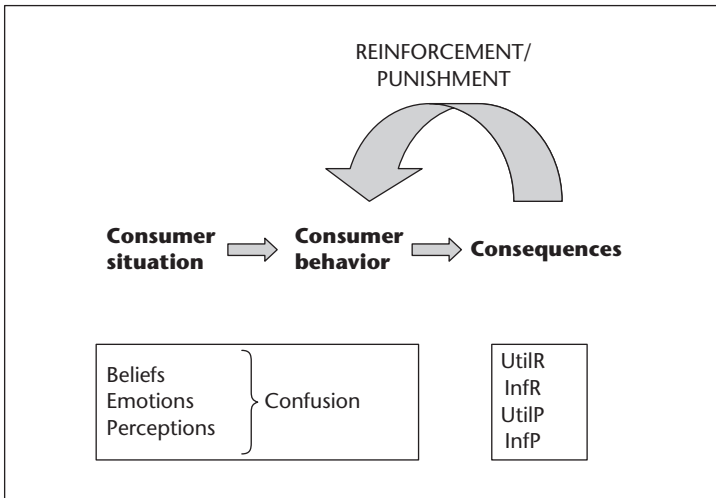 REINFORCEMENT/
PUNISHMENT
Consumer
situation
Consumer
behavior
Consequences
Beliefs
Emotions
Perceptions
Confusion
UtilR
InfR
UtilP
InfP